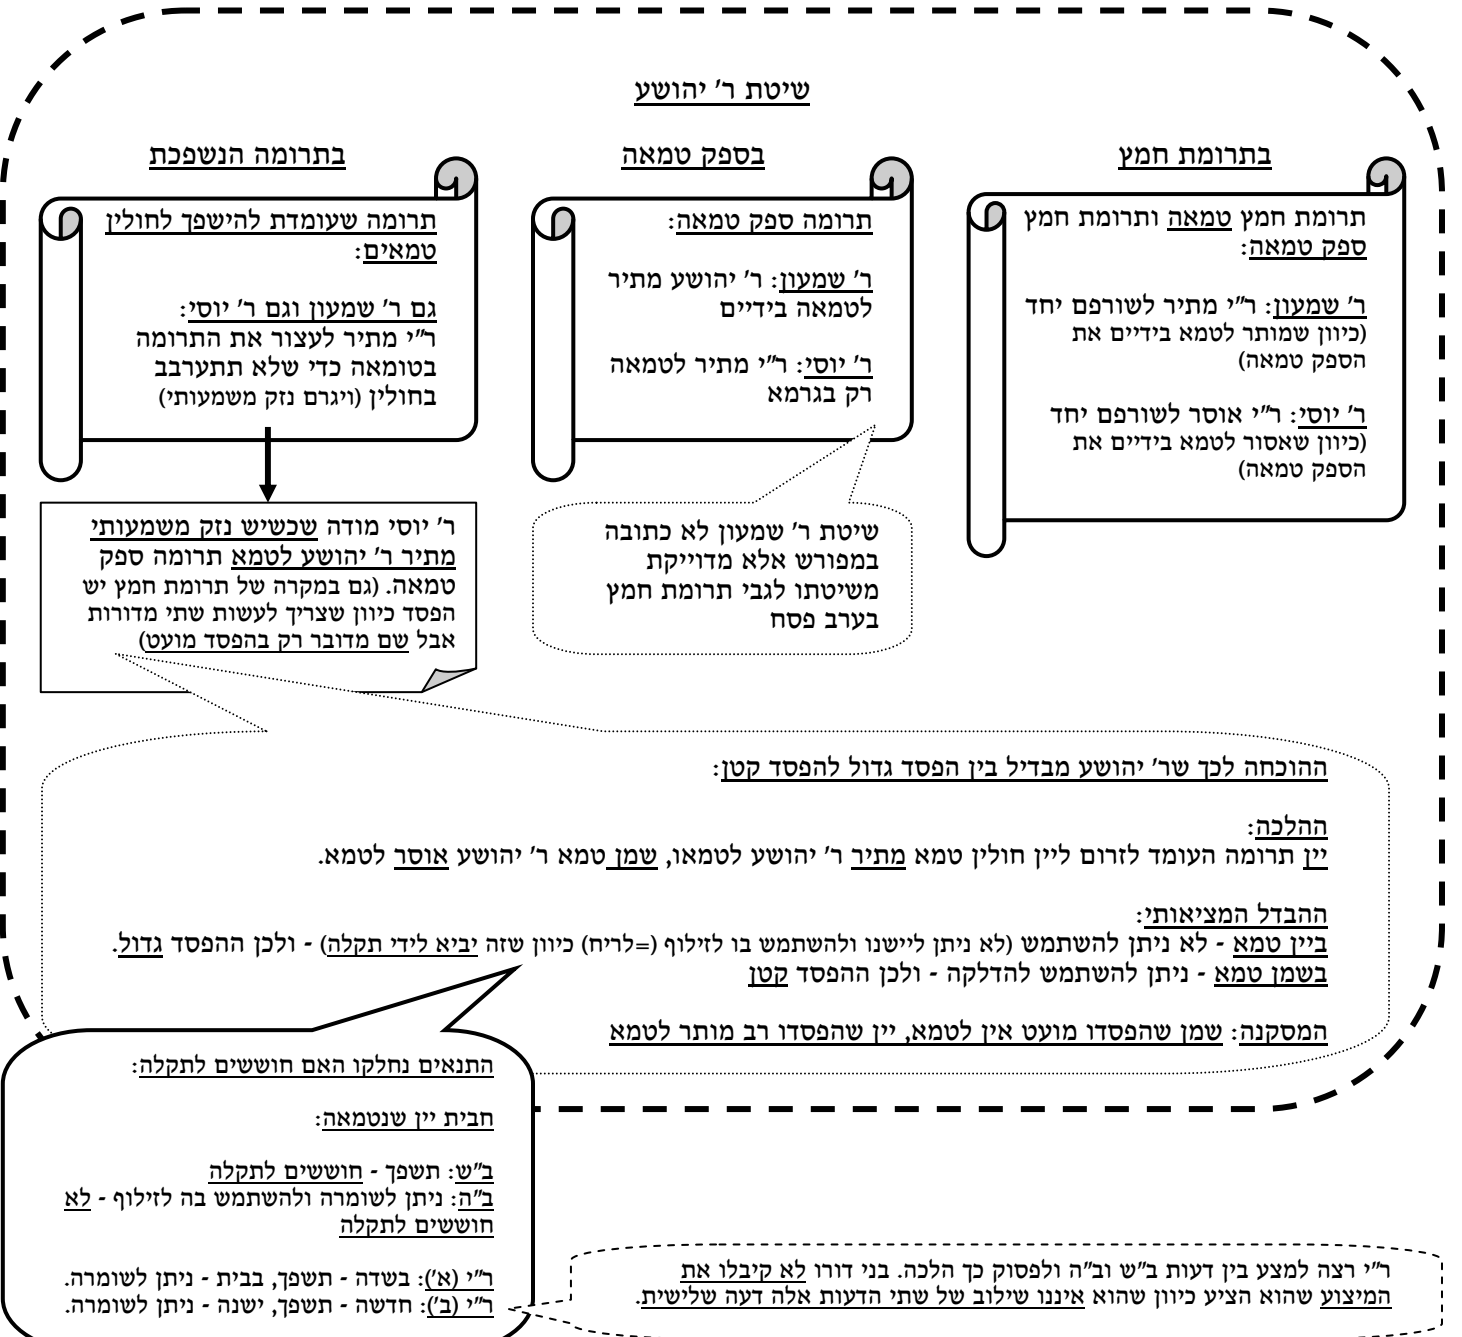 שיטת ר' יהושע
בתרומת חמץ
תרומת חמץ טמאה ותרומת חמץ
ספק טמאה:
ר' שמעון: ר"י מתיר לשורפם יחד
(כיוון שמותר לטמא בידיים את
הספק טמאה)
ר' יוסי: ר"י אוסר לשורפם יחד
(כיוון שאסור לטמא בידיים את
הספק טמאה)
בספק טמאה
תרומה ספק טמאה:
ר' שמעון: ר' יהושע מתיר
לטמאה בידיים
ר' יוסי: ר"י מתיר לטמאה
רק בגרמא
שיטת ר' שמעון לא כתובה
במפורש אלא מדוייקת
משיטתו לגבי תרומת חמץ
בערב פסח
בתרומה הנשפכת
תרומה שעומדת להישפך לחולין
טמאים:
גם ר' שמעון וגם ר' יוסי:
ר"י מתיר לעצור את התרומה
בטומאה כדי שלא תתערבב
בחולין (ויגרם נזק משמעותי)
ר' יוסי מודה שכשיש נזק משמעותי
מתיר ר' יהושע לטמא תרומה ספק
טמאה. (גם במקרה של תרומת חמץ יש
הפסד כיוון שצריך לעשות שתי מדורות
אבל שם מדובר רק בהפסד מועט)
ההוכחה לכך שר' יהושע מבדיל בין הפסד גדול להפסד קטן:
ההלכה:
יין תרומה העומד לזרום ליין חולין טמא מתיר ר' יהושע לטמאו, שמן טמא ר' יהושע אוסר לטמא.
ההבדל המציאותי:
ביין טמא - לא ניתן להשתמש (לא ניתן ליישנו ולהשתמש בו לזילוף (=לריח) כיוון שזה יביא לידי תקלה) - ולכן ההפסד גדול.
בשמן טמא - ניתן להשתמש להדלקה - ולכן ההפסד קטן
המסקנה: שמן שהפסדו מועט אין לטמא, יין שהפסדו רב מותר לטמא
התנאים נחלקו האם חוששים לתקלה:
חבית יין שנטמאה:
ב"ש: תשפך - חוששים לתקלה
ב"ה: ניתן לשומרה ולהשתמש בה לזילוף - לא
חוששים לתקלה
ר"י (א'): בשדה - תשפך, בבית - ניתן לשומרה.
ר"י (ב'): חדשה - תשפך, ישנה - ניתן לשומרה.
ר"י רצה למצע בין דעות ב"ש וב"ה ולפסוק כך הלכה. בני דורו לא קיבלו את
המיצוע שהוא הציע כיוון שהוא איננו שילוב של שתי הדעות אלה דעה שלישית.